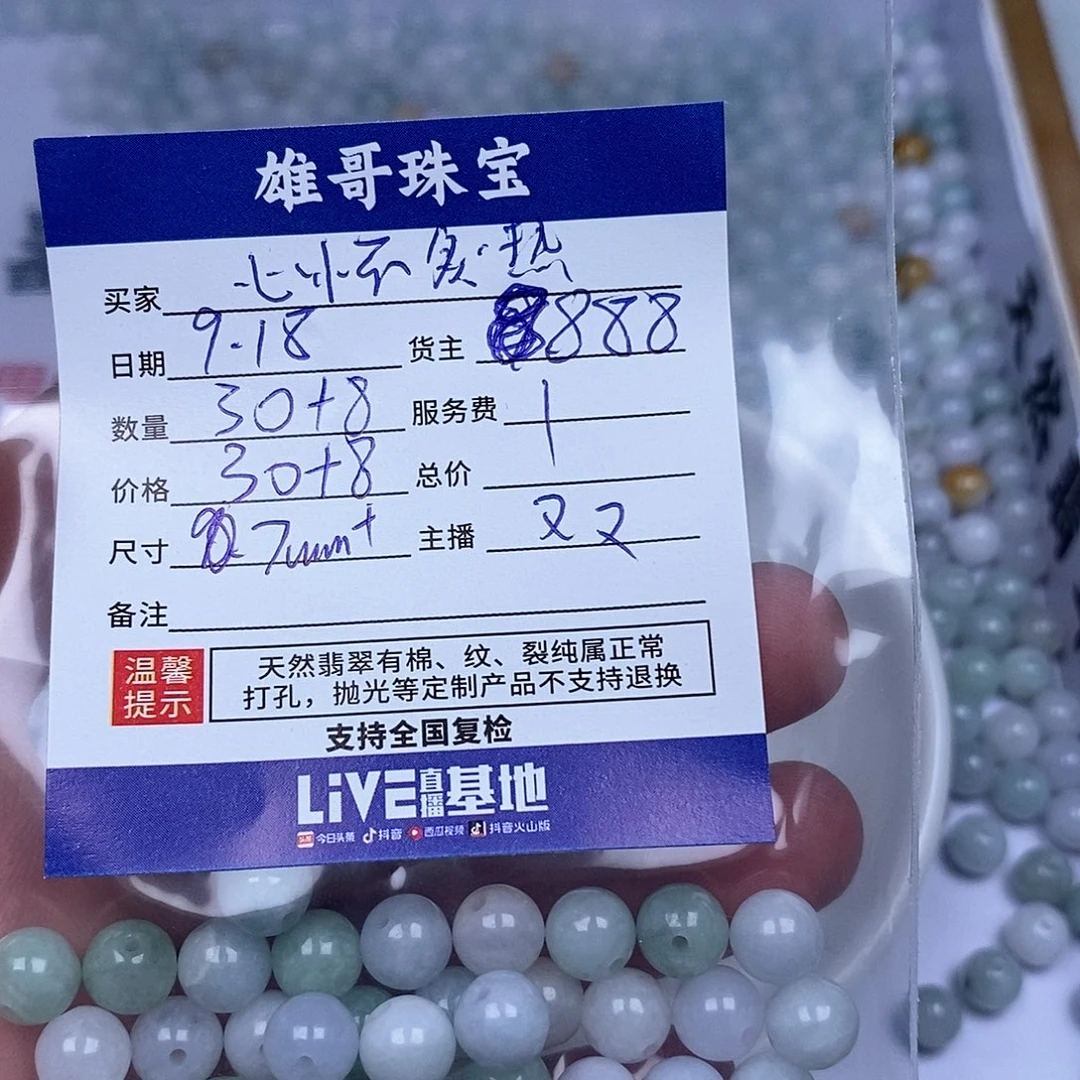 雄哥珠宝
买家
日期 9.18 货主 8888
数量 30+8 服务费 1
价格 30+8 总价
尺寸 7mm+ 主播 又又
备注
温馨提示 天然翡翠有棉、纹、裂纯属正常
打孔，抛光等定制产品不支持退换
支持全国复检
LiVE直播基地
头条 今日头条 抖音 西瓜视频 抖音火山版